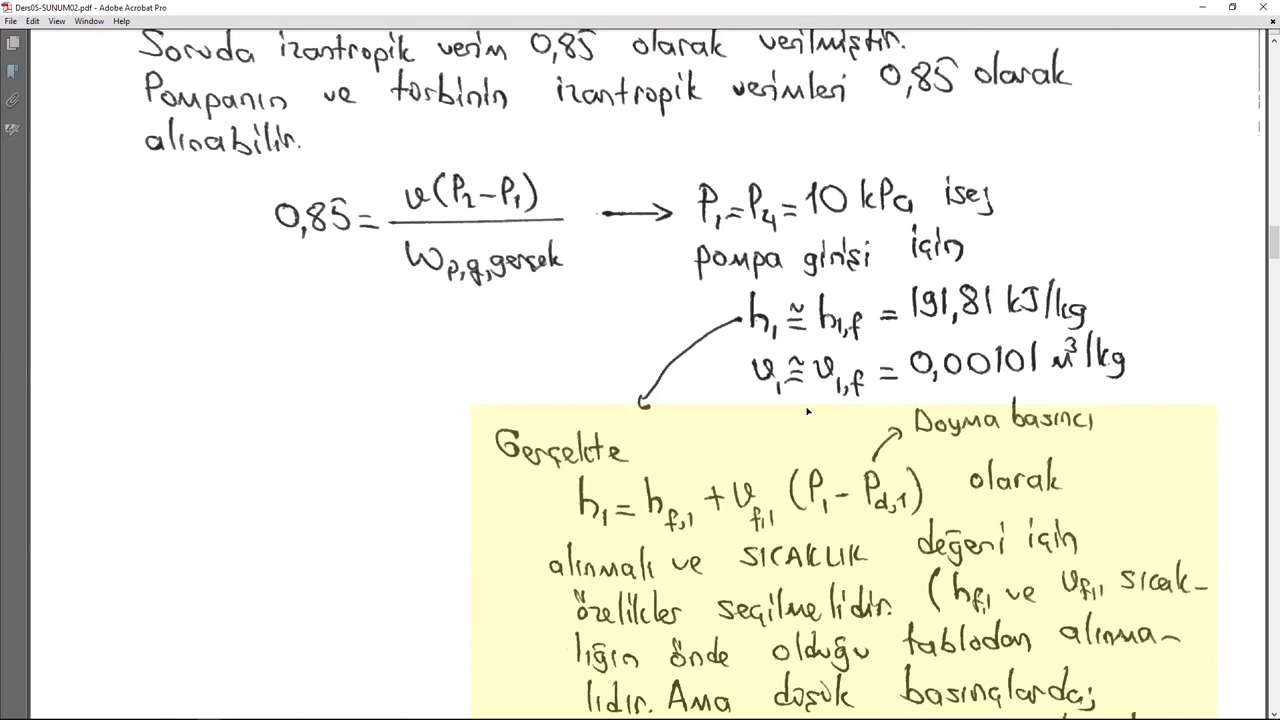 Ders05-SUNUM02.pdf - Adobe Acrobat Pro
File Edit View Window Help
Soruda izantropik verim 0,85 olarak verilmiştir.
Pompanın ve torbinin izantropik verimleri 0,85 olarak
alınabilir.
0,85 = v(P2-P1) / Wp,g,gerçek → P1=P4=10 kPa ise;
pompa girişi için
h1 ≅ h1,f = 191,81 kJ/kg
v1 ≅ v1,f = 0,00101 m³/kg
Doyma basıncı
Gerçekte
h1 = hf,1 + vf,1 (P1 - Pd,1) olarak
alınmalı ve SICAKLIK değeri için
özelikler seçilmelidir. (hf,1 ve vf,1 sıcak-
lığın önde olduğu tablodan alınma-
lıdır. Ama düşük basınçlarda;